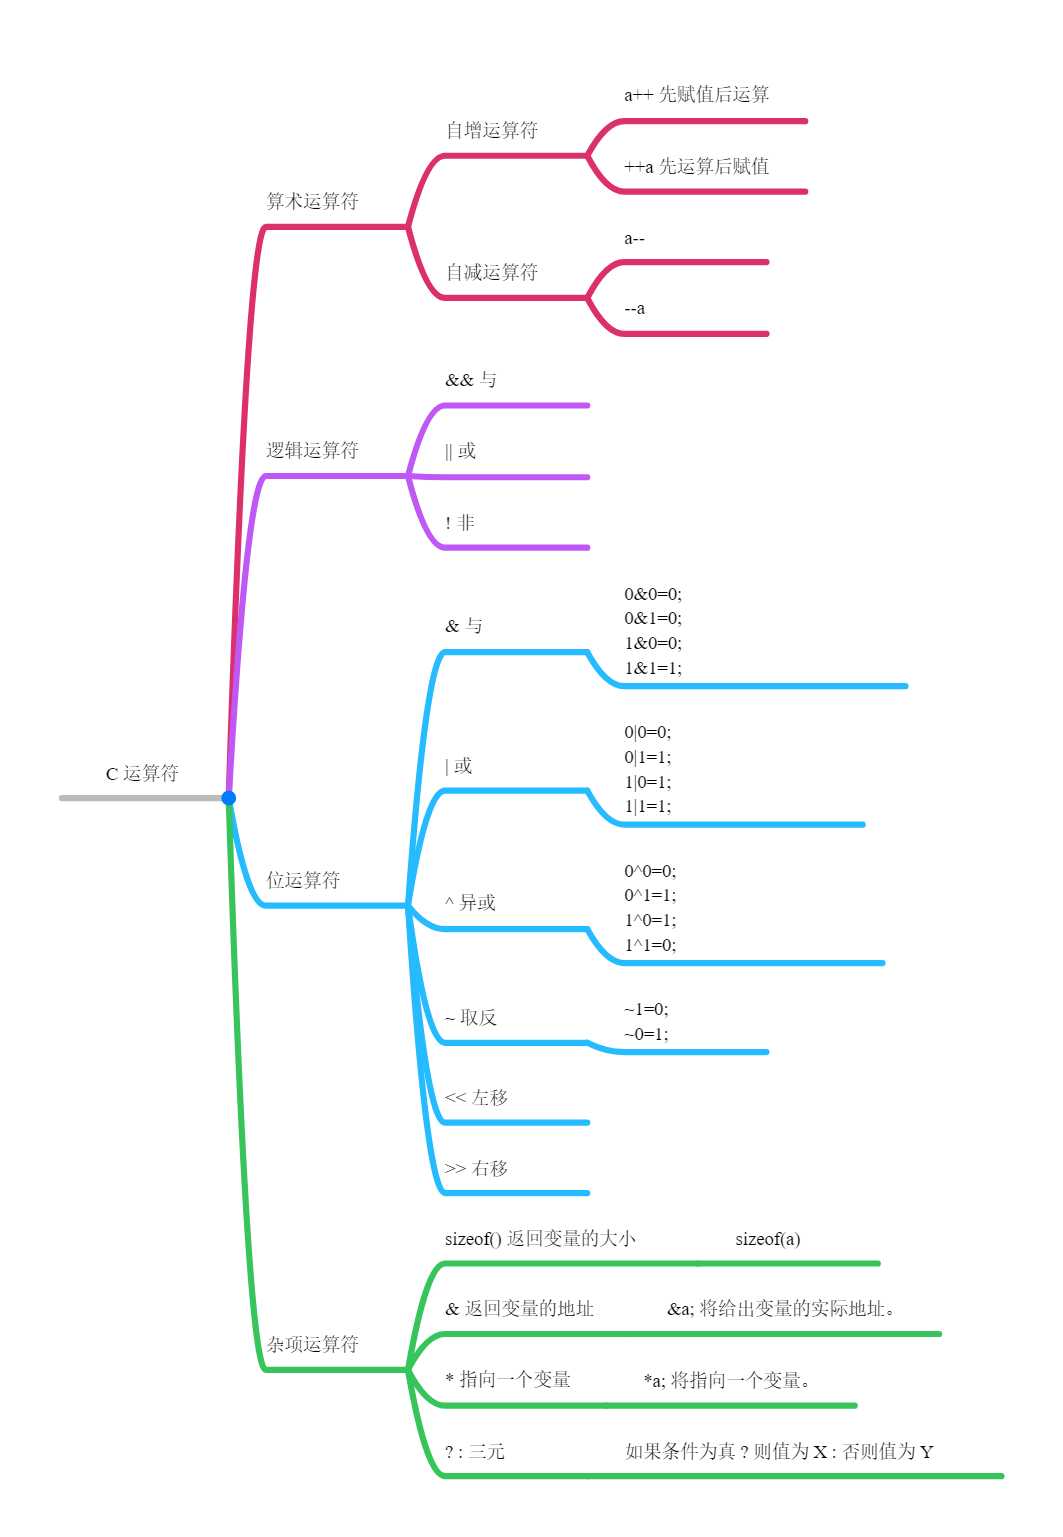 C 运算符
算术运算符
自增运算符
a++ 先赋值后运算
++a 先运算后赋值
自减运算符
a--
--a
逻辑运算符
&& 与
|| 或
! 非
位运算符
& 与
0&0=0;
0&1=0;
1&0=0;
1&1=1;
| 或
0|0=0;
0|1=1;
1|0=1;
1|1=1;
^ 异或
0^0=0;
0^1=1;
1^0=1;
1^1=0;
~ 取反
~1=0;
~0=1;
<< 左移
>> 右移
杂项运算符
sizeof() 返回变量的大小
sizeof(a)
& 返回变量的地址
&a; 将给出变量的实际地址。
* 指向一个变量
*a; 将指向一个变量。
? : 三元
如果条件为真 ? 则值为 X : 否则值为 Y